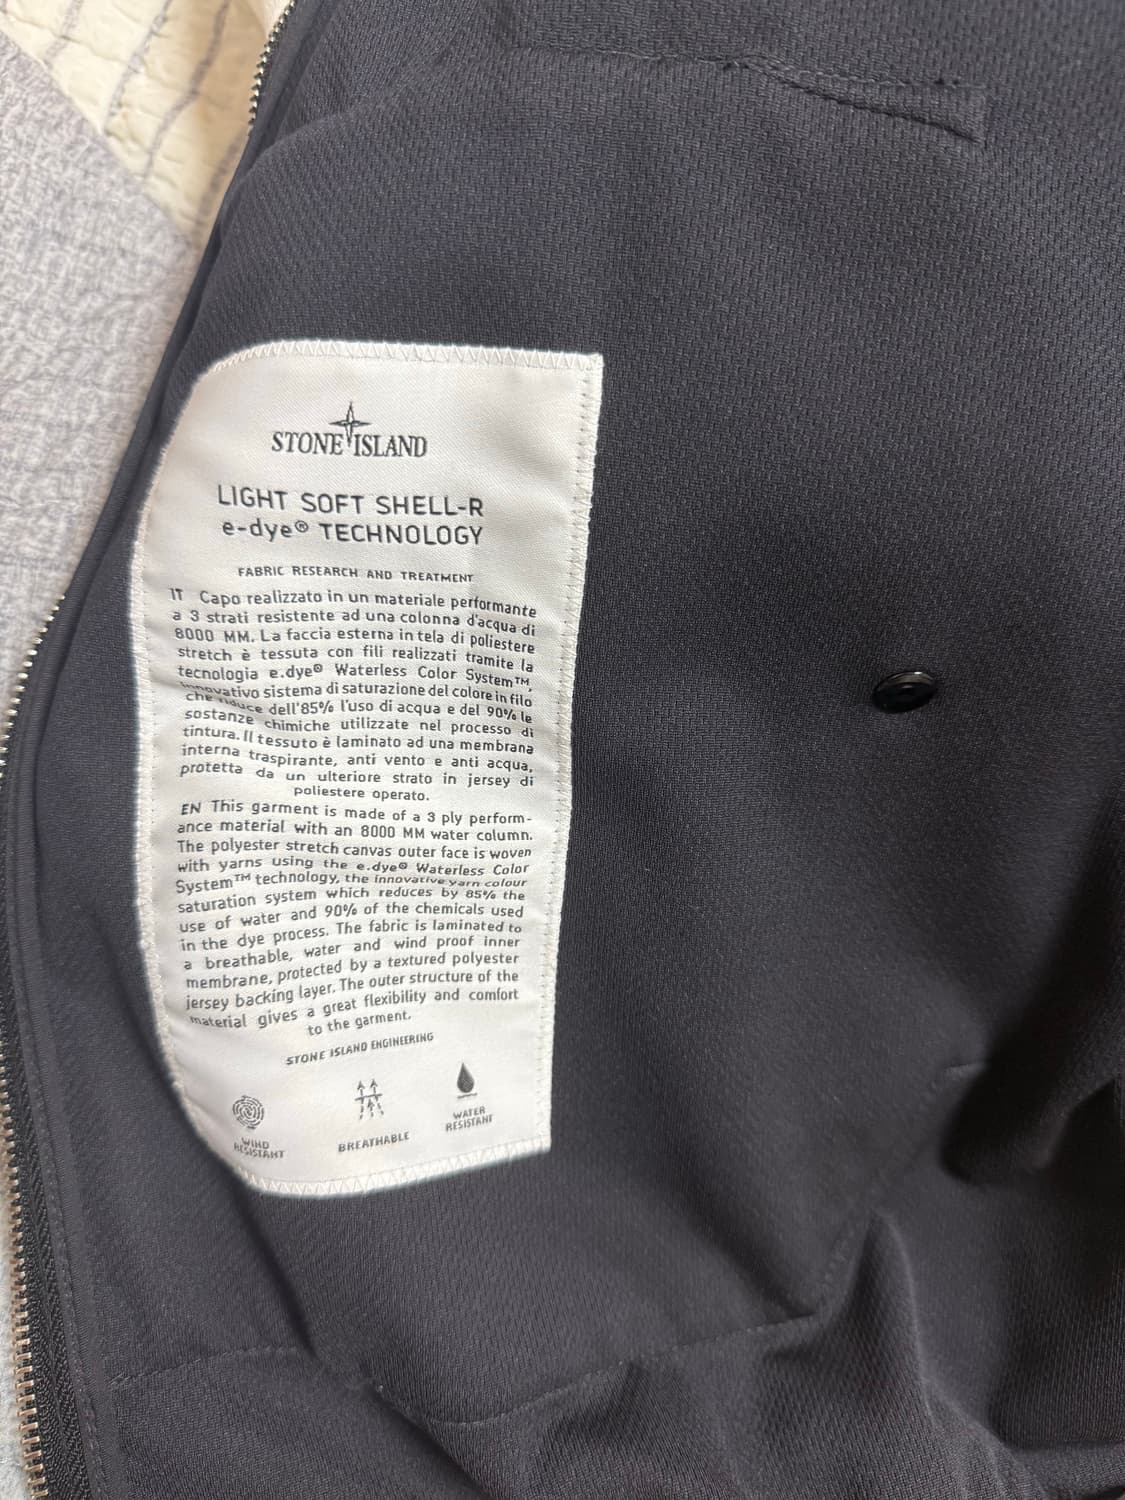 STONE ISLAND
LIGHT SOFT SHELL-R
e-dye® TECHNOLOGY
FABRIC RESEARCH AND TREATMENT
IT Capo realizzato in un materiale performante
a 3 strati resistente ad una colonna d'acqua di
8000 MM. La faccia esterna in tela di poliestere
stretch è tessuta con fili realizzati tramite la
tecnologia e.dye® Waterless Color System™,
innovativo sistema di saturazione del colore in filo
che riduce dell'85% l'uso di acqua e del 90% le
sostanze chimiche utilizzate nel processo di
tintura. Il tessuto è laminato ad una membrana
interna traspirante, anti vento e anti acqua,
protetta da un ulteriore strato in jersey di
poliestere operato.
EN This garment is made of a 3 ply perform-
ance material with an 8000 MM water column.
The polyester stretch canvas outer face is woven
with yarns using the e.dye® Waterless Color
System™ technology, the innovative yarn colour
saturation system which reduces by 85% the
use of water and 90% of the chemicals used
in the dye process. The fabric is laminated to
a breathable, water and wind proof inner
membrane, protected by a textured polyester
jersey backing layer. The outer structure of the
material gives a great flexibility and comfort
to the garment.
STONE ISLAND ENGINEERING
WIND
RESISTANT
BREATHABLE
WATER
RESISTANT